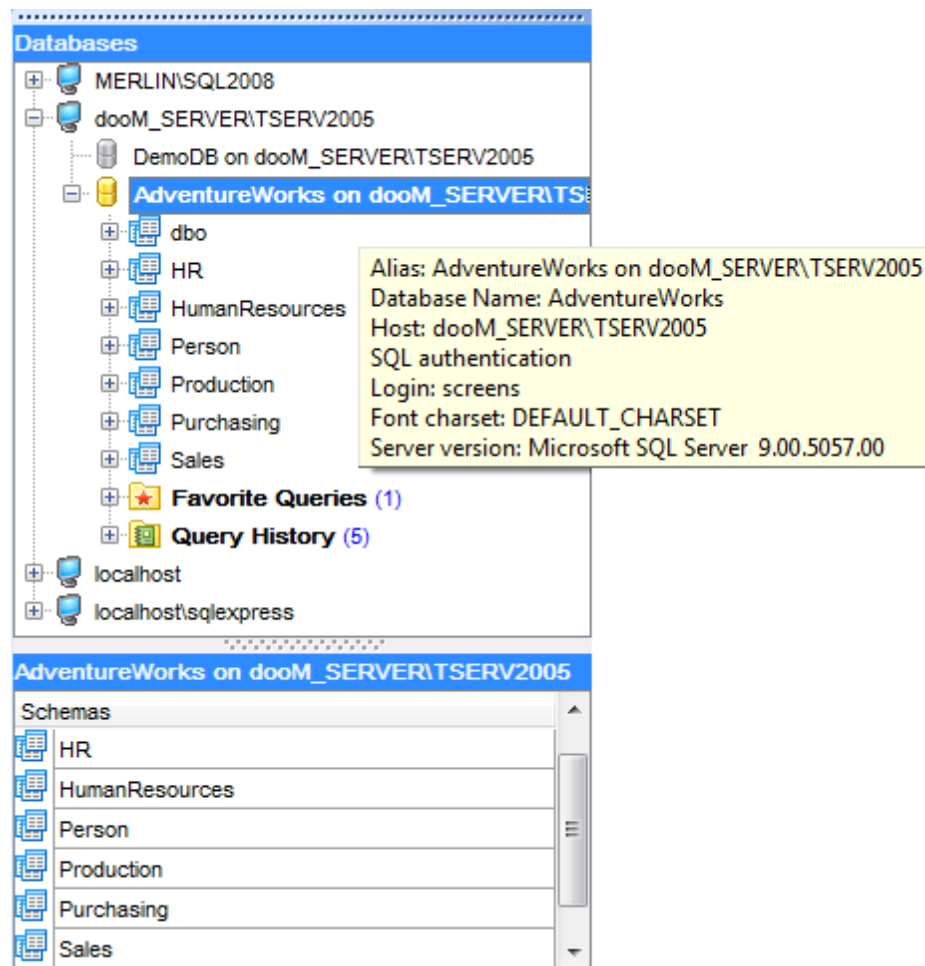 Databases
MERLIN\SQL2008
dooM_SERVER\TSERV2005
DemoDB on dooM_SERVER\TSERV2005
AdventureWorks on dooM_SERVER\TS
dbo
HR
HumanResources
Person
Production
Purchasing
Sales
Favorite Queries (1)
Query History (5)
localhost
localhost\sqlexpress
Alias: AdventureWorks on dooM_SERVER\TSERV2005
Database Name: AdventureWorks
Host: dooM_SERVER\TSERV2005
SQL authentication
Login: screens
Font charset: DEFAULT_CHARSET
Server version: Microsoft SQL Server 9.00.5057.00
AdventureWorks on dooM_SERVER\TSERV2005
Schemas
HR
HumanResources
Person
Production
Purchasing
Sales